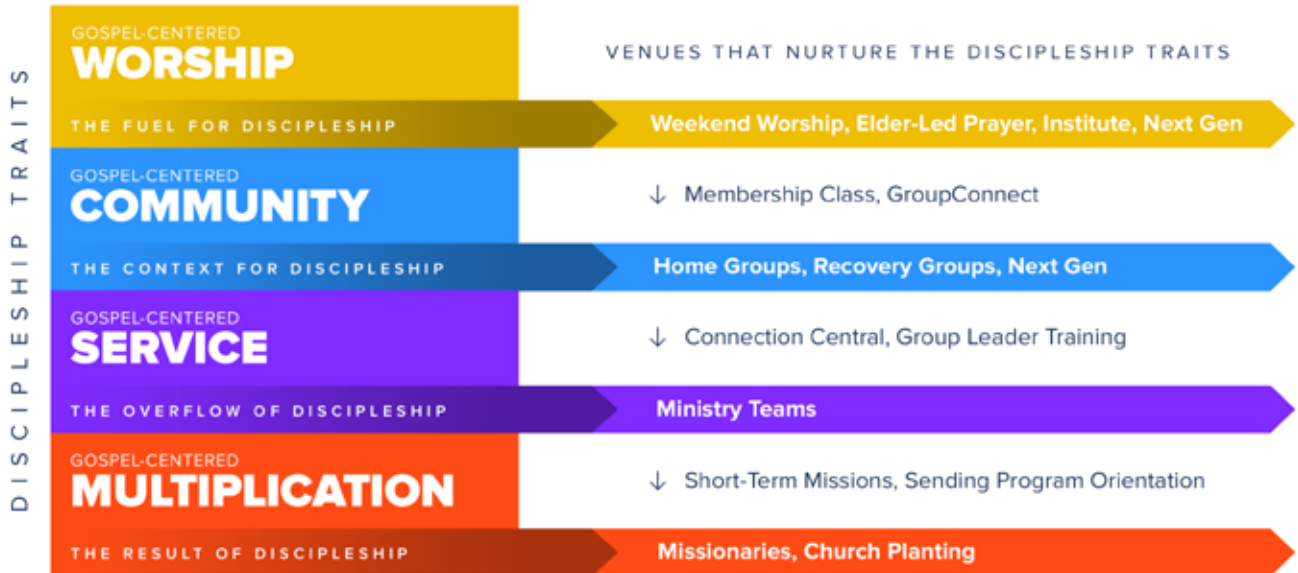 DISCIPLESHIP TRAITS
GOSPEL-CENTERED
WORSHIP
VENUES THAT NURTURE THE DISCIPLESHIP TRAITS
THE FUEL FOR DISCIPLESHIP
Weekend Worship, Elder-Led Prayer, Institute, Next Gen
GOSPEL-CENTERED
COMMUNITY
↓ Membership Class, GroupConnect
THE CONTEXT FOR DISCIPLESHIP
Home Groups, Recovery Groups, Next Gen
GOSPEL-CENTERED
SERVICE
↓ Connection Central, Group Leader Training
THE OVERFLOW OF DISCIPLESHIP
Ministry Teams
GOSPEL-CENTERED
MULTIPLICATION
↓ Short-Term Missions, Sending Program Orientation
THE RESULT OF DISCIPLESHIP
Missionaries, Church Planting